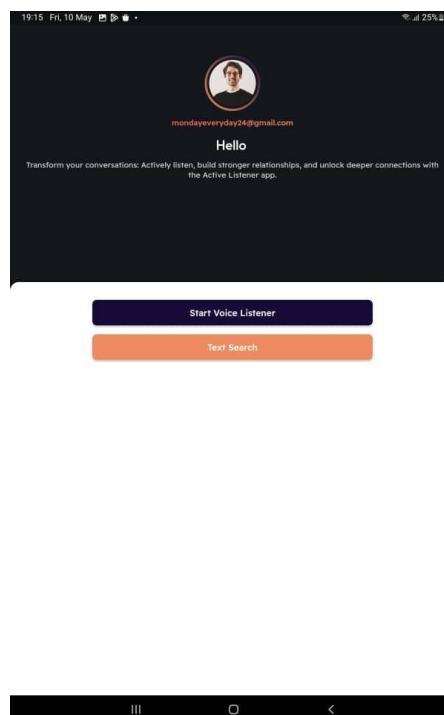 19:15 Fri, 10 May
25%
mondayeveryday24@gmail.com
Hello
Transform your conversations: Actively listen, build stronger relationships, and unlock deeper connections with
the Active Listener app.
Start Voice Listener
Text Search